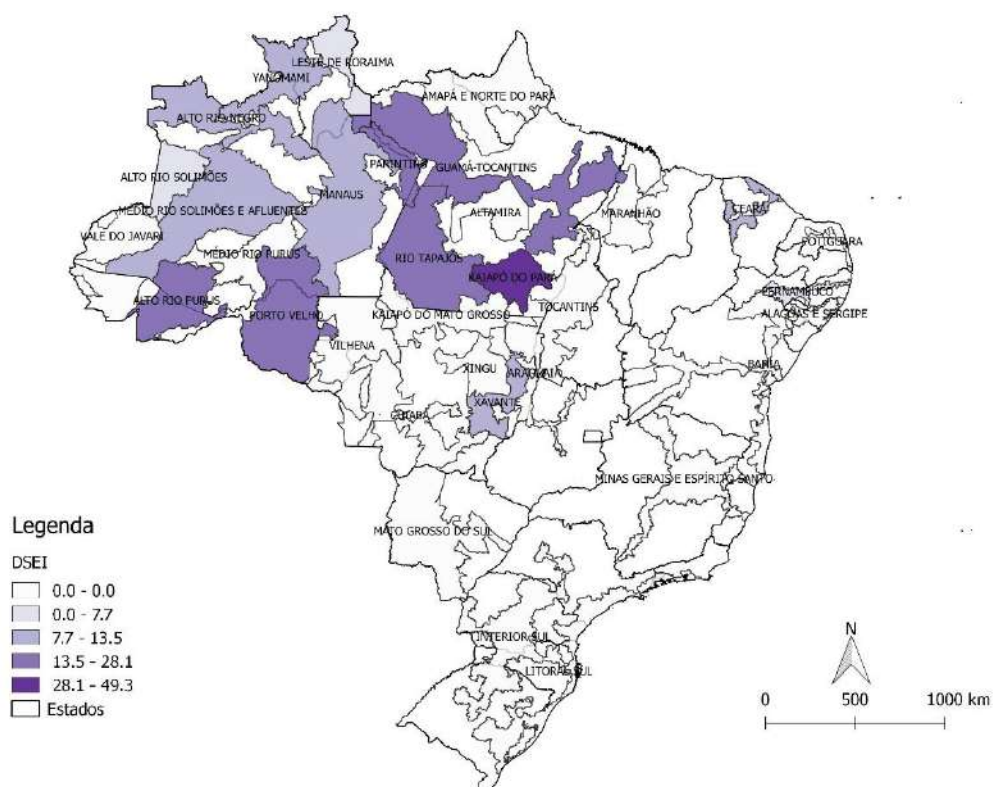 LESTE DE RORAIMA
YANOMAMI
AMAPÁ E NORTE DO PARÁ
ALTO RIO NEGRO
PARINTINS
GUAMÁ-TOCANTINS
ALTO RIO SOLIMÕES
MANAUS
ALTAMIRA
MARANHÃO
CEARÁ
MÉDIO RIO SOLIMÕES E AFLUENTES
VALE DO JAVARI
POTIGUARA
MÉDIO RIO PURUS
RIO TAPAJÓS
KAIAPÓ DO PARÁ
ALTO RIO PURUS
PERNAMBUCO
TOCANTINS
PORTO VELHO
KAIAPÓ DO MATO GROSSO
ALAGOAS E SERGIPE
VILHENA
XINGU
ARAGUAIA
BAHIA
XAVANTE
CUIABÁ
MINAS GERAIS E ESPÍRITO SANTO
MATO GROSSO DO SUL
INTERIOR SUL
LITORAL SUL
Legenda
DSEI
0.0 - 0.0
0.0 - 7.7
7.7 - 13.5
13.5 - 28.1
28.1 - 49.3
Estados
N
0 500 1000 km